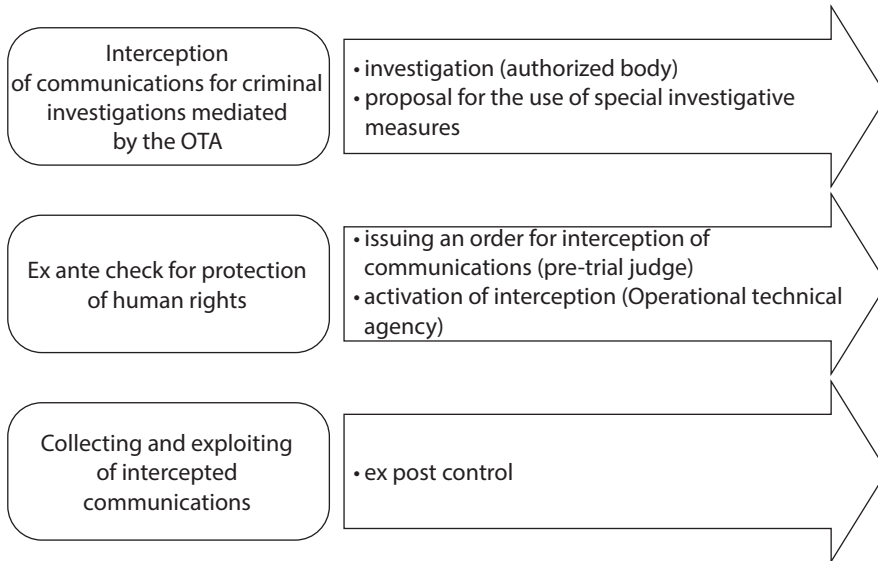 Interception
of communications for criminal
investigations mediated
by the OTA
• investigation (authorized body)
• proposal for the use of special investigative
measures
Ex ante check for protection
of human rights
• issuing an order for interception of
communications (pre-trial judge)
• activation of interception (Operational technical
agency)
Collecting and exploiting
of intercepted
communications
• ex post control